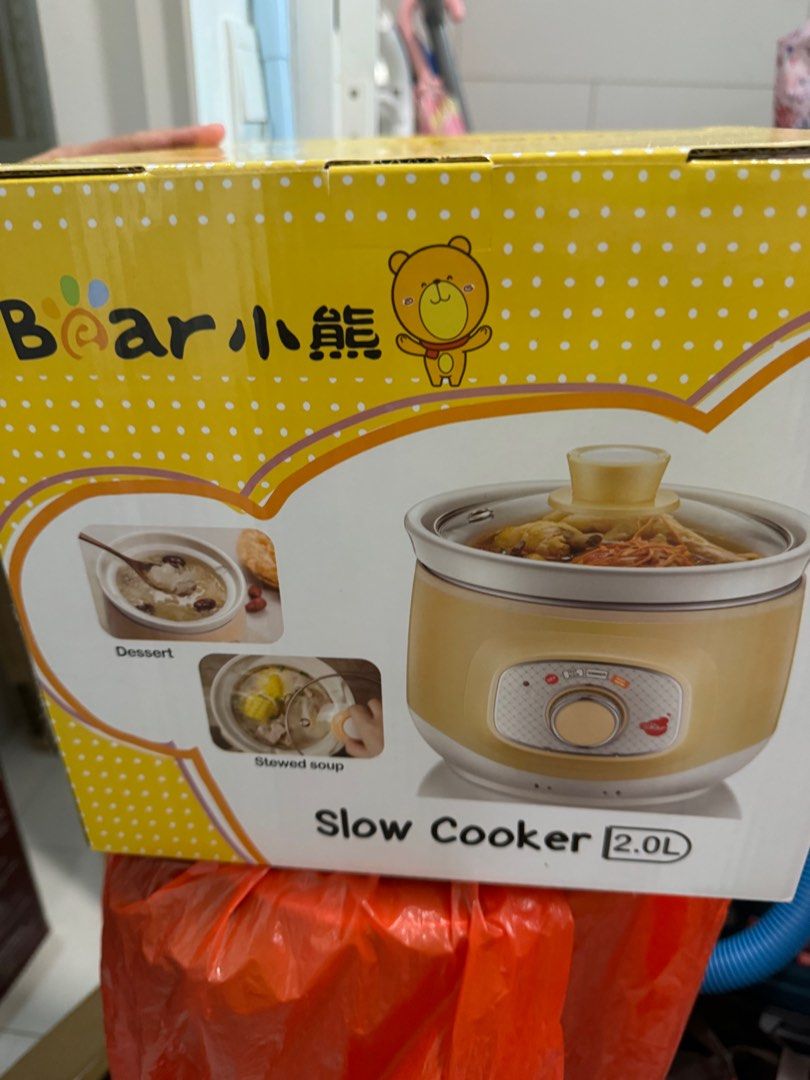 Bear小熊
Dessert
Stewed soup
Slow Cooker 2.0L